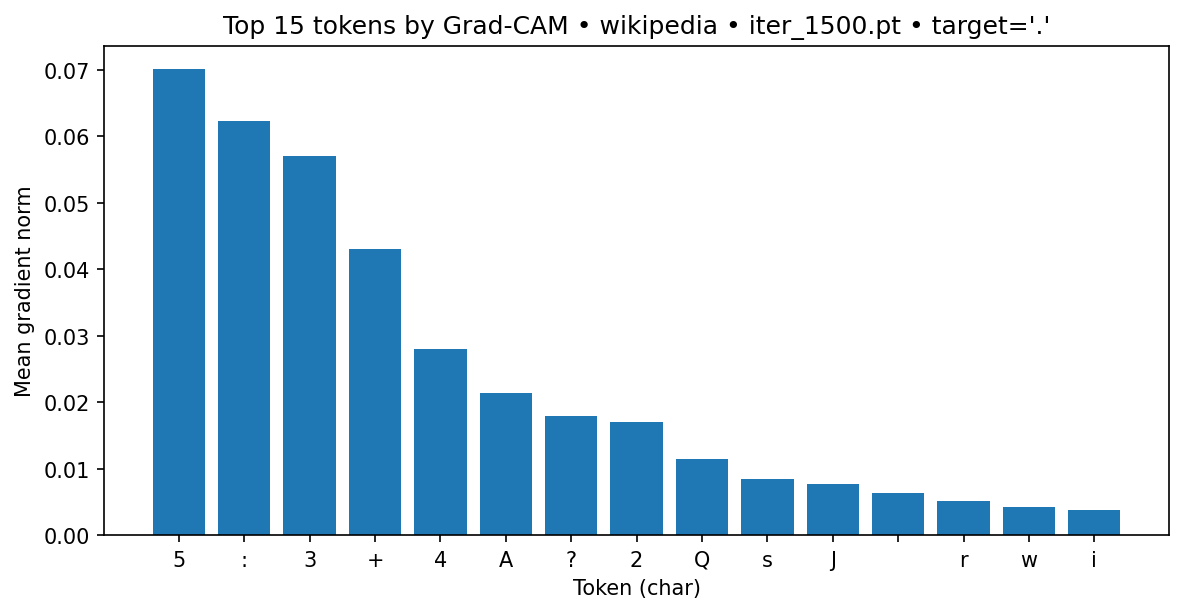 Top 15 tokens by Grad-CAM • wikipedia • iter_1500.pt • target='.'
Mean gradient norm
0.07
0.06
0.05
0.04
0.03
0.02
0.01
0.00
5 : 3 + 4 A ? 2 Q s J r w i
Token (char)